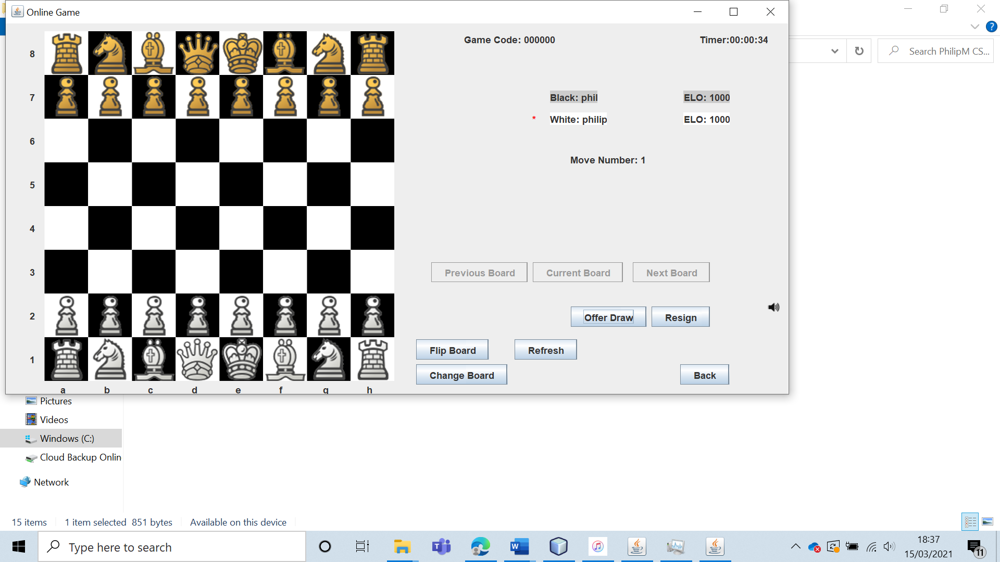 Online Game
Game Code: 000000
Timer:00:00:34
8
7
6
5
4
3
2
1
a b c d e f g h
Black: phil ELO: 1000
* White: philip ELO: 1000
Move Number: 1
Previous Board Current Board Next Board
Offer Draw Resign
Flip Board Refresh
Change Board Back
?
Search PhilipM CS...
Pictures
Videos
Windows (C:)
Cloud Backup Onlin
Network
15 items 1 item selected 851 bytes Available on this device
Type here to search
T
W
18:37
15/03/2021
11